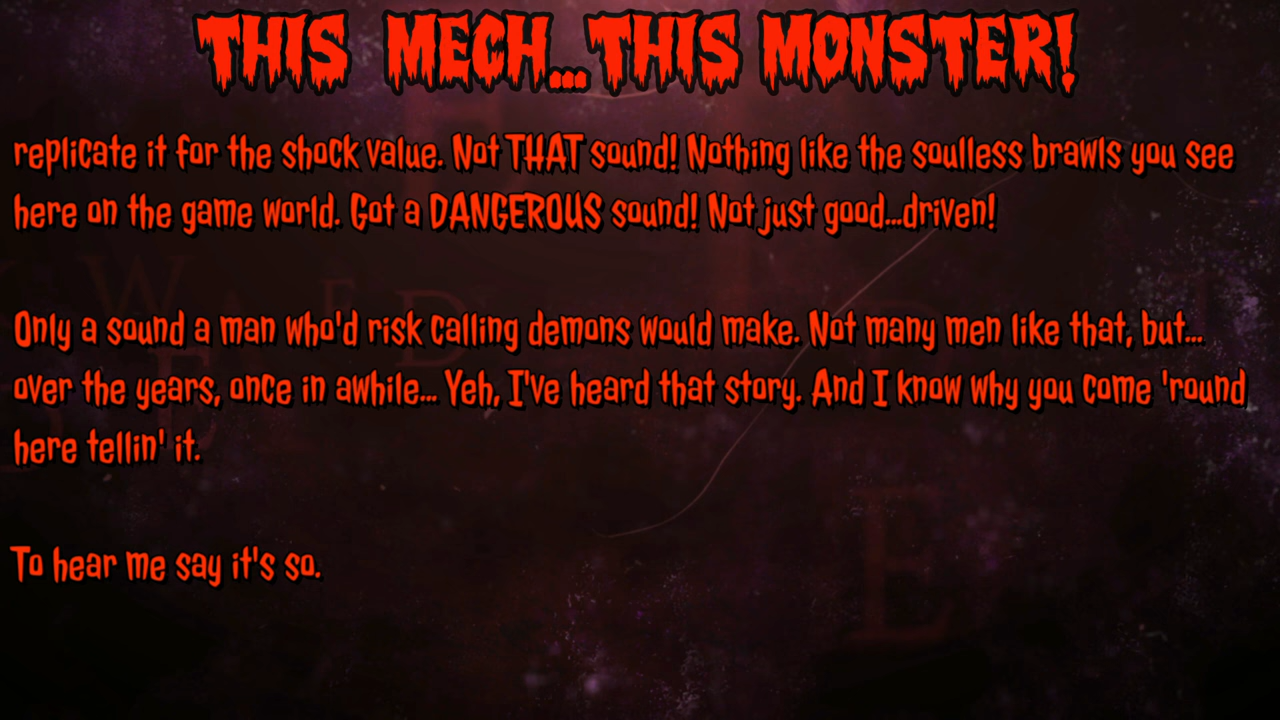 THIS MECH...THIS MONSTER!
replicate it for the shock value. Not THAT sound! Nothing like the soulless brawls you see
here on the game world. Got a DANGEROUS sound! Not just good...driven!
Only a sound a man who'd risk calling demons would make. Not many men like that, but...
over the years, once in awhile... Yeh, I've heard that story. And I know why you come 'round
here tellin' it.
To hear me say it's so.